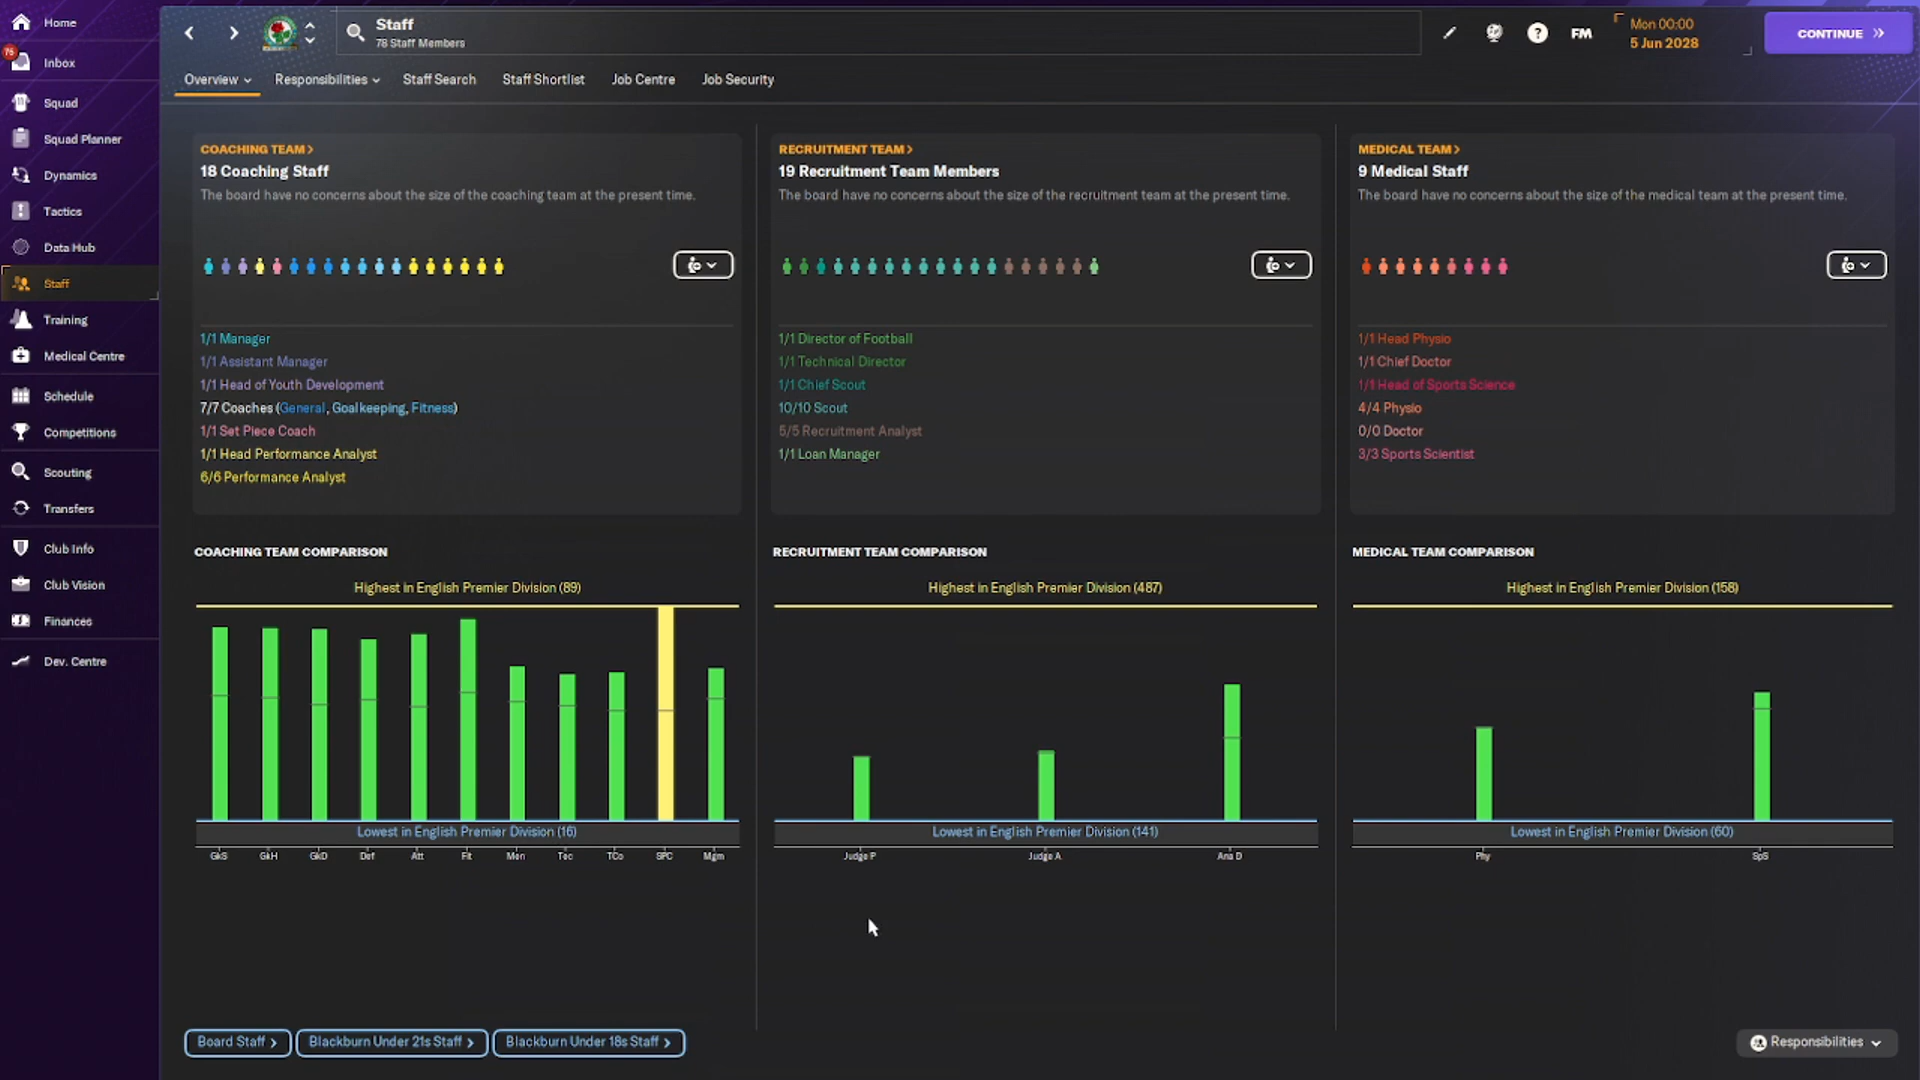 Home
75
Inbox
Squad
Squad Planner
Dynamics
Tactics
Data Hub
Staff
Training
Medical Centre
Schedule
Competitions
Scouting
Transfers
Club Info
Club Vision
Finances
Dev. Centre
Staff
78 Staff Members
?
FM
Mon 00:00
5 Jun 2028
CONTINUE
Overview
Responsibilities
Staff Search
Staff Shortlist
Job Centre
Job Security
COACHING TEAM >
18 Coaching Staff
The board have no concerns about the size of the coaching team at the present time.
1/1 Manager
1/1 Assistant Manager
1/1 Head of Youth Development
7/7 Coaches (General, Goalkeeping, Fitness)
1/1 Set Piece Coach
1/1 Head Performance Analyst
6/6 Performance Analyst
RECRUITMENT TEAM >
19 Recruitment Team Members
The board have no concerns about the size of the recruitment team at the present time.
1/1 Director of Football
1/1 Technical Director
1/1 Chief Scout
10/10 Scout
5/5 Recruitment Analyst
1/1 Loan Manager
MEDICAL TEAM >
9 Medical Staff
The board have no concerns about the size of the medical team at the present time.
1/1 Head Physio
1/1 Chief Doctor
1/1 Head of Sports Science
4/4 Physio
0/0 Doctor
3/3 Sports Scientist
COACHING TEAM COMPARISON
Highest in English Premier Division (89)
Lowest in English Premier Division (16)
GkS GkH GkD Def Att Fit Men Tec TCo SPC Mgm
RECRUITMENT TEAM COMPARISON
Highest in English Premier Division (487)
Lowest in English Premier Division (141)
Judge P Judge A Ana D
MEDICAL TEAM COMPARISON
Highest in English Premier Division (158)
Lowest in English Premier Division (60)
Phy SpS
Board Staff >
Blackburn Under 21s Staff >
Blackburn Under 18s Staff >
Responsibilities